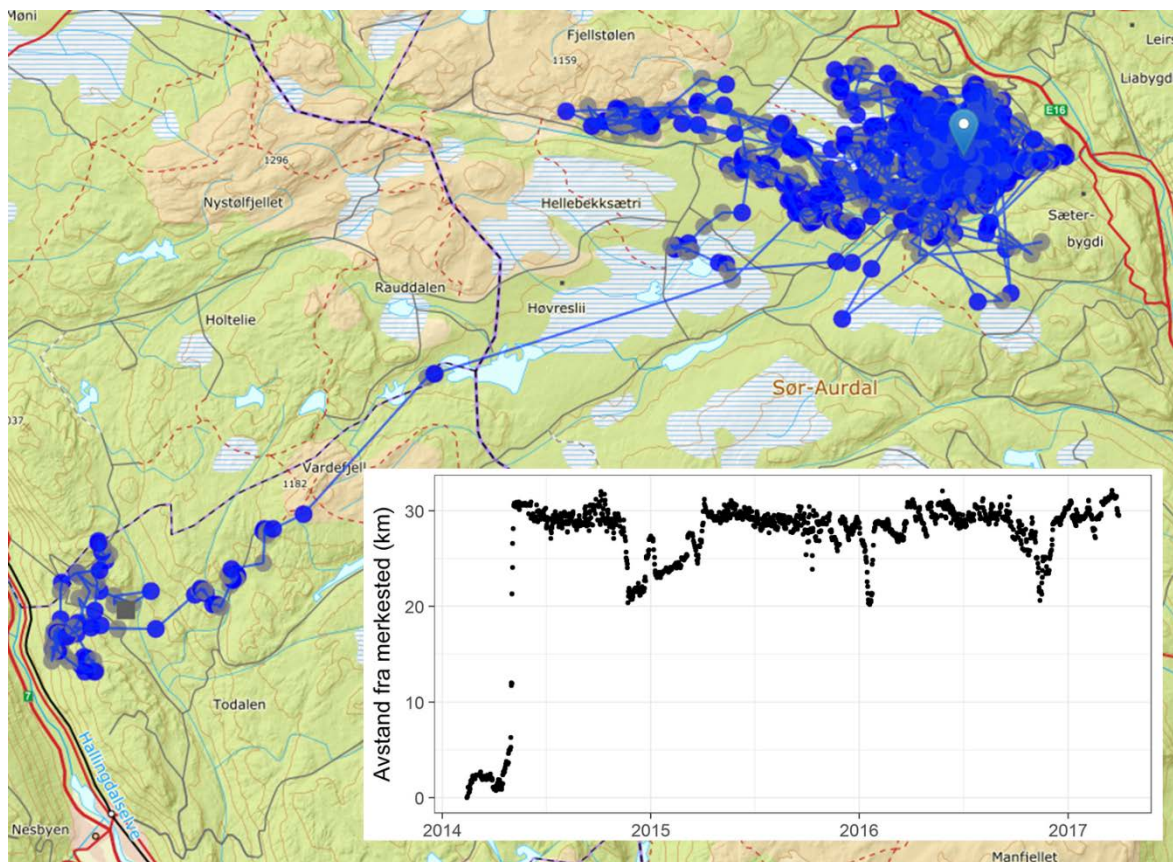 Møni
Fjellstølen
1159
Leirs
Liabygd
E16
1296
Nystølfjellet
Hellebekksætri
Sæter-
bygdi
Rauddalen
Høvreslii
Holtelie
Sør-Aurdal
037
Vardefjell
1182
7
Todalen
Hallingdalselve
Nesbyen
Manfjellet
Avstand fra merkested (km)
30
20
10
0
2014
2015
2016
2017